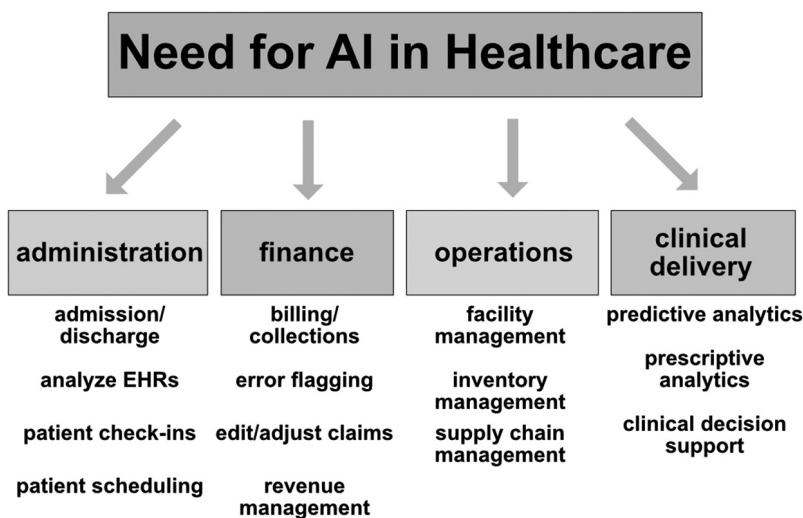 Need for AI in Healthcare
administration
admission/
discharge
analyze EHRs
patient check-ins
patient scheduling
finance
billing/
collections
error flagging
edit/adjust claims
revenue
management
operations
facility
management
inventory
management
supply chain
management
clinical
delivery
predictive analytics
prescriptive
analytics
clinical decision
support